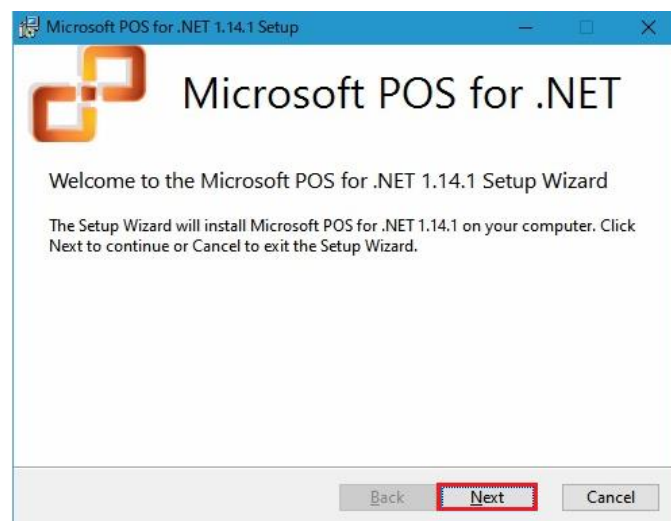 Microsoft POS for .NET 1.14.1 Setup
Microsoft POS for .NET
Welcome to the Microsoft POS for .NET 1.14.1 Setup Wizard
The Setup Wizard will install Microsoft POS for .NET 1.14.1 on your computer. Click
Next to continue or Cancel to exit the Setup Wizard.
Back Next Cancel